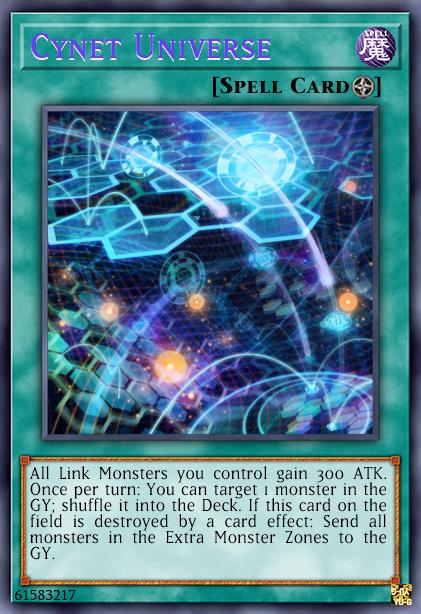 Cynet Universe
SPELL
魔
[Spell Card]
All Link Monsters you control gain 300 ATK.
Once per turn: You can target 1 monster in the
GY; shuffle it into the Deck. If this card on the
field is destroyed by a card effect: Send all
monsters in the Extra Monster Zones to the
GY.
61583217